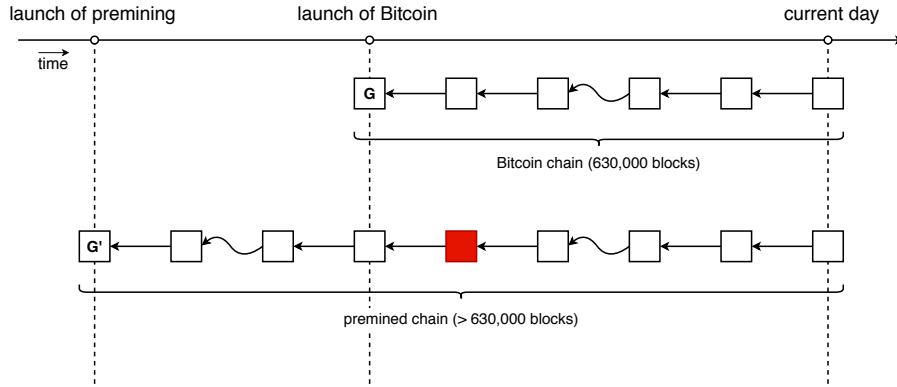 launch of premining
launch of Bitcoin
current day
time
G
Bitcoin chain (630,000 blocks)
G'
premined chain (> 630,000 blocks)